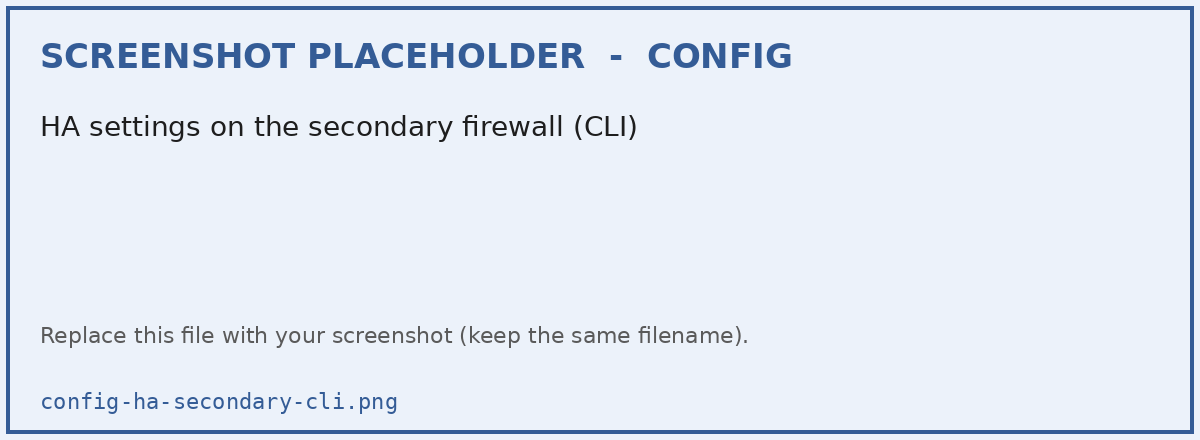 SCREENSHOT PLACEHOLDER - CONFIG
HA settings on the secondary firewall (CLI)
Replace this file with your screenshot (keep the same filename).
config-ha-secondary-cli.png